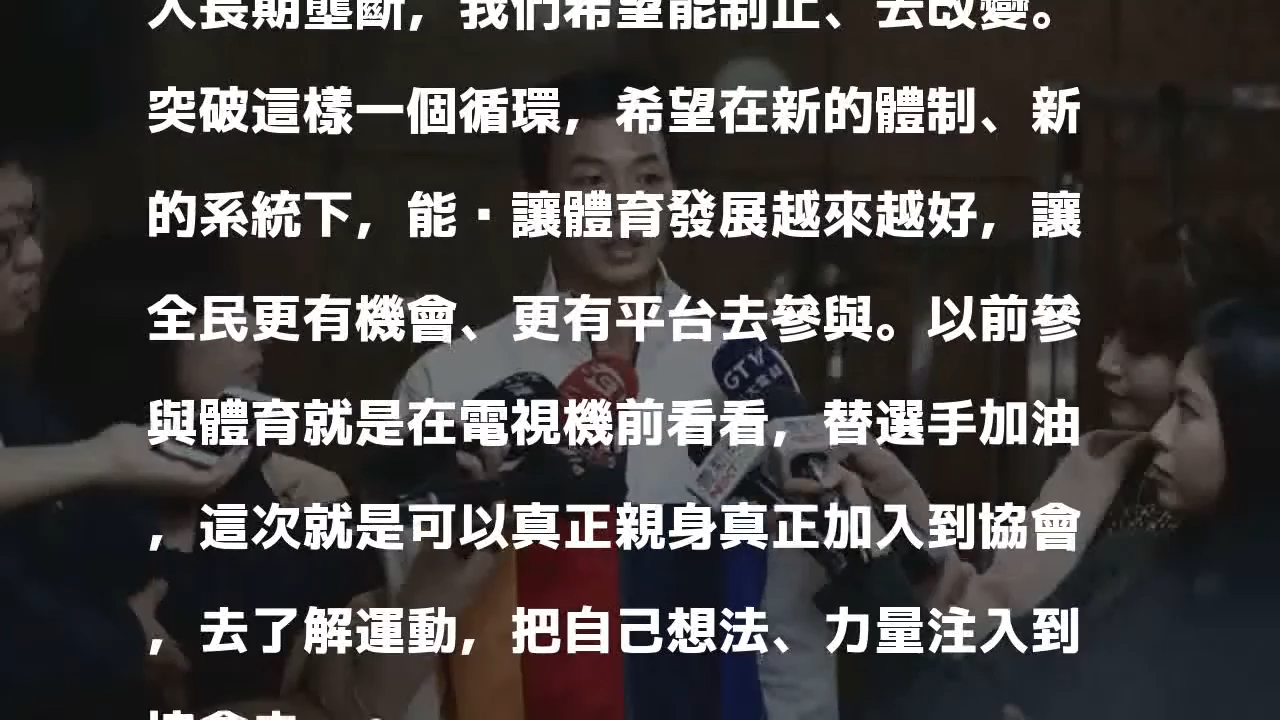 人長期壟斷，我們希望能制止、去改變。
突破這樣一個循環，希望在新的體制、新
的系統下，能·讓體育發展越來越好，讓
全民更有機會、更有平台去參與。以前參
與體育就是在電視機前看看，替選手加油
，這次就是可以真正親身真正加入到協會
，去了解運動，把自己想法、力量注入到
GTV